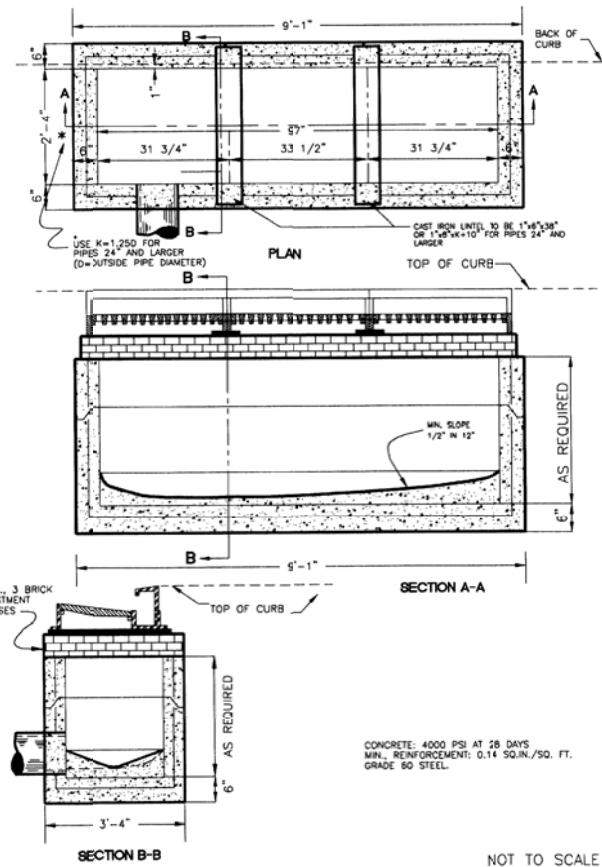 9'-1"
B
BACK OF
CURB
6"
1"
A
A
2'-4"
97"
6"
31 3/4"
33 1/2"
31 3/4"
6"
6"
B
*
USE K=1.25D FOR
PIPES 24" AND LARGER
(D=OUTSIDE PIPE DIAMETER)
PLAN
CAST IRON LINTEL TO BE 1"x6"x38"
OR 1"x8"xK+10" FOR PIPES 24" AND
LARGER
B
TOP OF CURB
MIN. SLOPE
1/2" IN 12"
AS REQUIRED
6"
B
9'-1"
SECTION A-A
3 BRICK
TOP OF CURB
AS REQUIRED
6"
3'-4"
SECTION B-B
CONCRETE: 4000 PSI AT 28 DAYS
MIN., REINFORCEMENT: 0.14 SQ.IN./SQ. FT.
GRADE 60 STEEL.
NOT TO SCALE